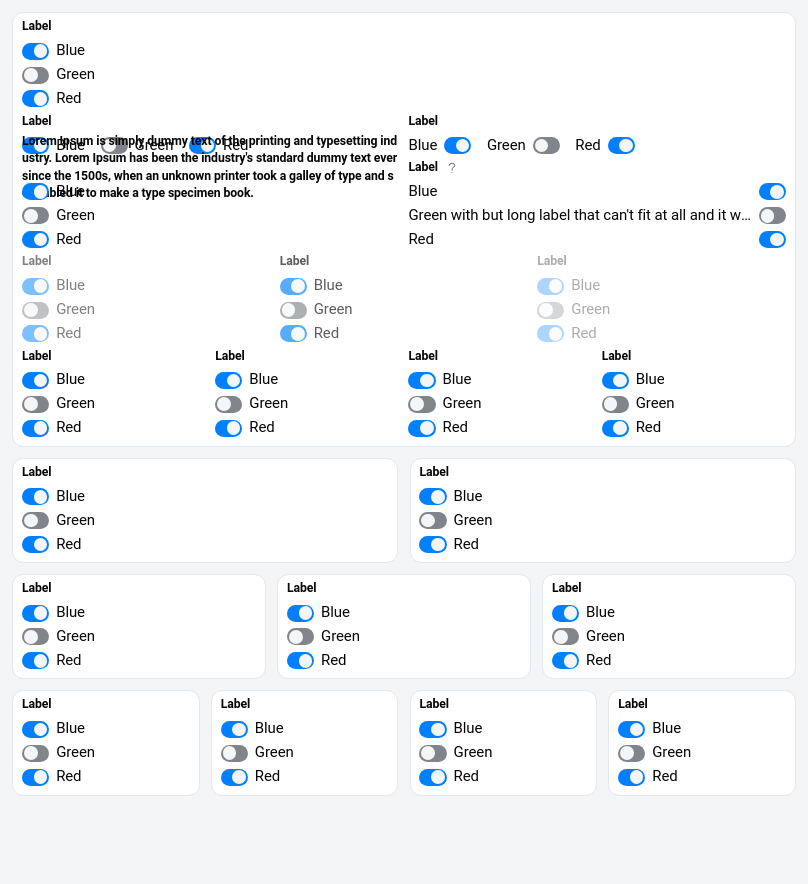 Label
Blue
Green
Red
Label
Label
Blue Green Red
Blue Green Red
Lorem Ipsum is simply dummy text of the printing and typesetting ind
ustry. Lorem Ipsum has been the industry's standard dummy text ever
since the 1500s, when an unknown printer took a galley of type and s
it to make a type specimen book.
Label ?
Blue
Green
Red
Blue
Green with but long label that can't fit at all and it w...
Red
Label Label Label
Blue Blue Blue
Green Green Green
Red Red Red
Label Label Label Label
Blue Blue Blue Blue
Green Green Green Green
Red Red Red Red
Label Label
Blue Blue
Green Green
Red Red
Label Label Label
Blue Blue Blue
Green Green Green
Red Red Red
Label Label Label Label
Blue Blue Blue Blue
Green Green Green Green
Red Red Red Red